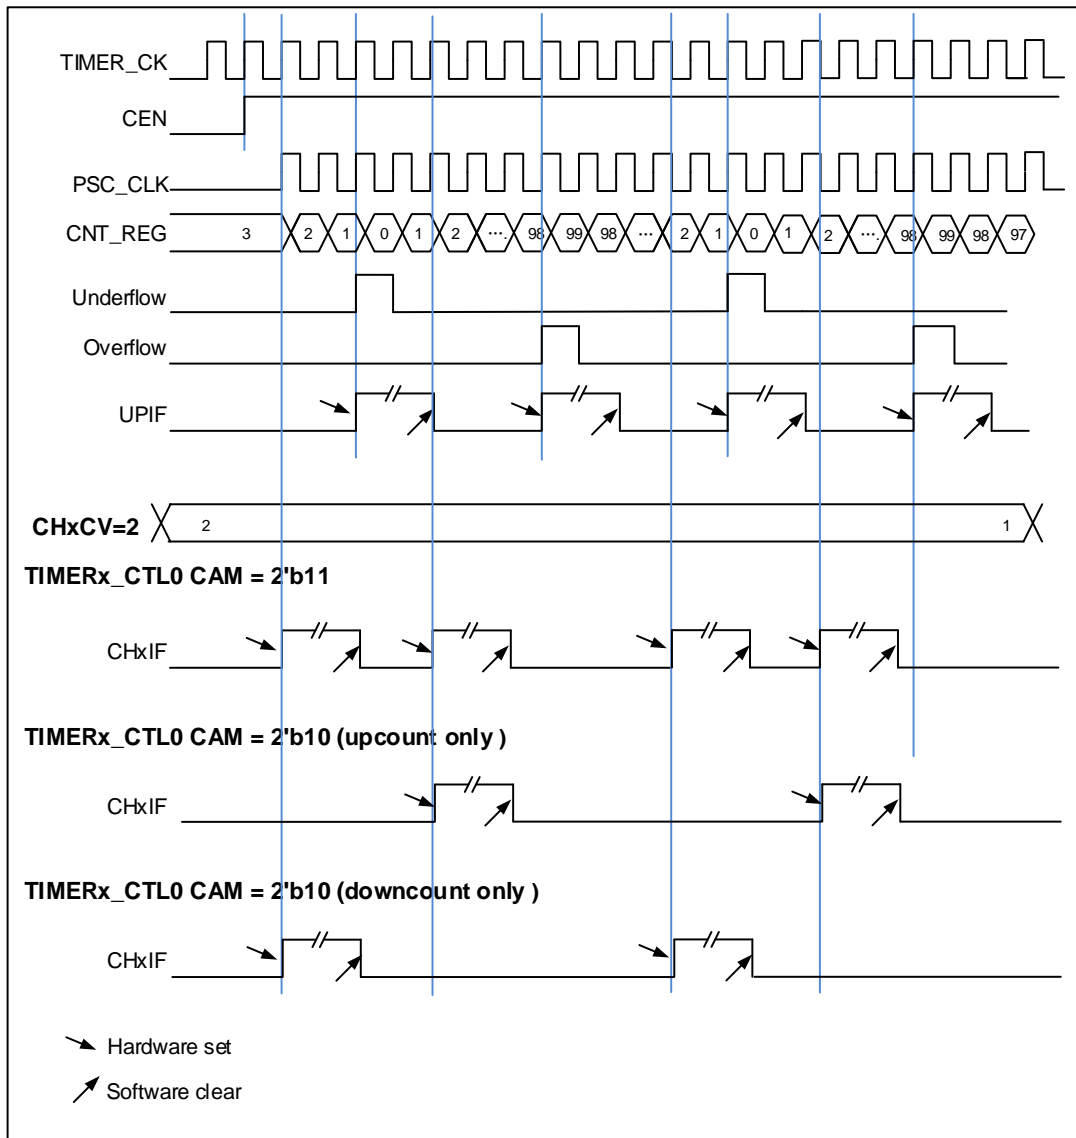 TIMER_CK
CEN
PSC_CLK
CNT_REG 3 2 1 0 1 2 .... 98 99 98 ... 2 1 0 1 2 .... 98 99 98 97
Underflow
Overflow
UPIF
CHxCV=2 2 1
TIMERx_CTL0 CAM = 2'b11
CHxIF
TIMERx_CTL0 CAM = 2'b10 (upcount only )
CHxIF
TIMERx_CTL0 CAM = 2'b10 (downcount only )
CHxIF
Hardware set
Software clear